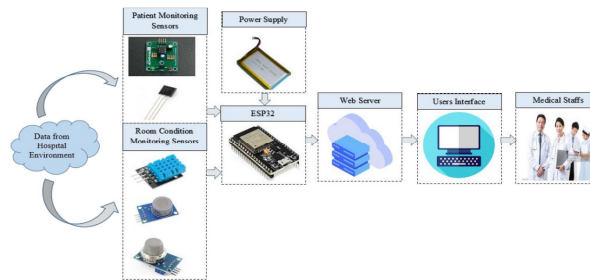 Patient Monitoring
Sensors
Power Supply
ESP32
Web Server
Users Interface
Medical Staffs
Data from
Hospital
Environment
Room Condition
Monitoring Sensors